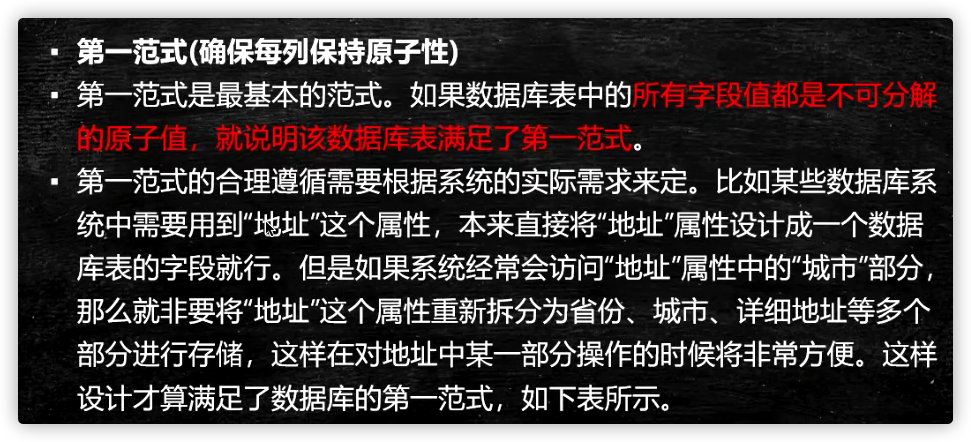 ▪ 第一范式(确保每列保持原子性)
▪ 第一范式是最基本的范式。如果数据库表中的所有字段值都是不可分解
的原子值，就说明该数据库表满足了第一范式。
▪ 第一范式的合理遵循需要根据系统的实际需求来定。比如某些数据库系
统中需要用到“地址”这个属性，本来直接将“地址”属性设计成一个数据
库表的字段就行。但是如果系统经常会访问“地址”属性中的“城市”部分，
那么就非要将“地址”这个属性重新拆分为省份、城市、详细地址等多个
部分进行存储，这样在对地址中某一部分操作的时候将非常方便。这样
设计才算满足了数据库的第一范式，如下表所示。